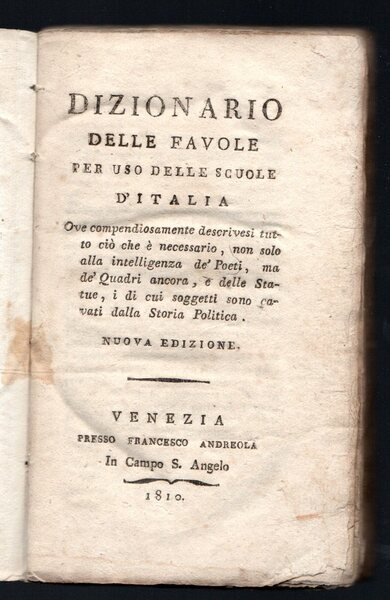 DIZIONARIO
DELLE FAVOLE
PER USO DELLE SCUOLE
D'ITALIA
Ove compendiosamente descrivesi tut-
to ciò che è necessario, non solo
alla intelligenza de' Poeti, ma
de' Quadri ancora, e delle Sta-
tue, i di cui soggetti sono ca-
vati dalla Storia Politica.
NUOVA EDIZIONE.
VENEZIA
PRESSO FRANCESCO ANDREOLA
In Campo S. Angelo
1810.